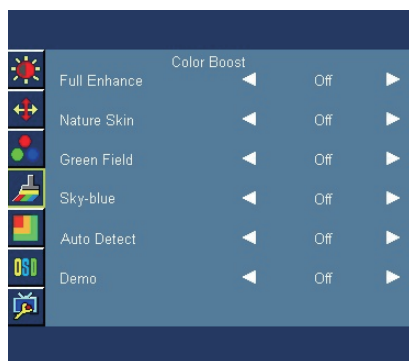 Color Boost
Full Enhance Off
Nature Skin Off
Green Field Off
Sky-blue Off
Auto Detect Off
OSD
Demo Off